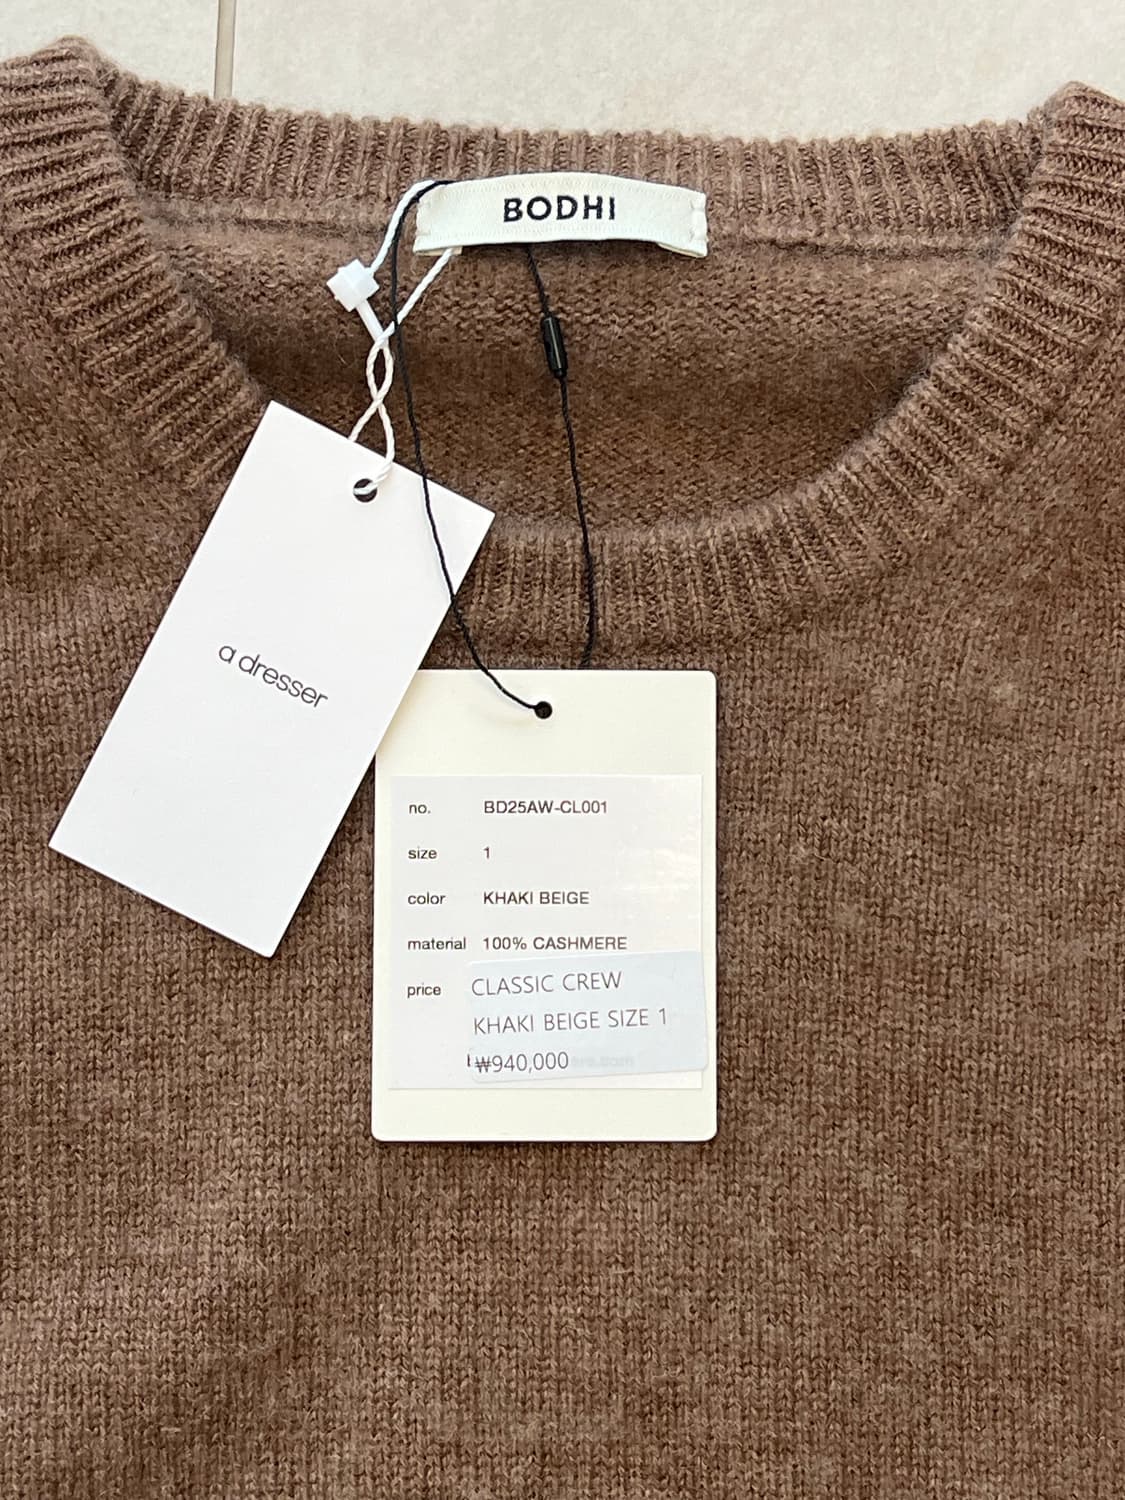 BODHI
a dresser
no. BD25AW-CL001
size 1
color KHAKI BEIGE
material 100% CASHMERE
price
CLASSIC CREW
KHAKI BEIGE SIZE 1
₩940,000